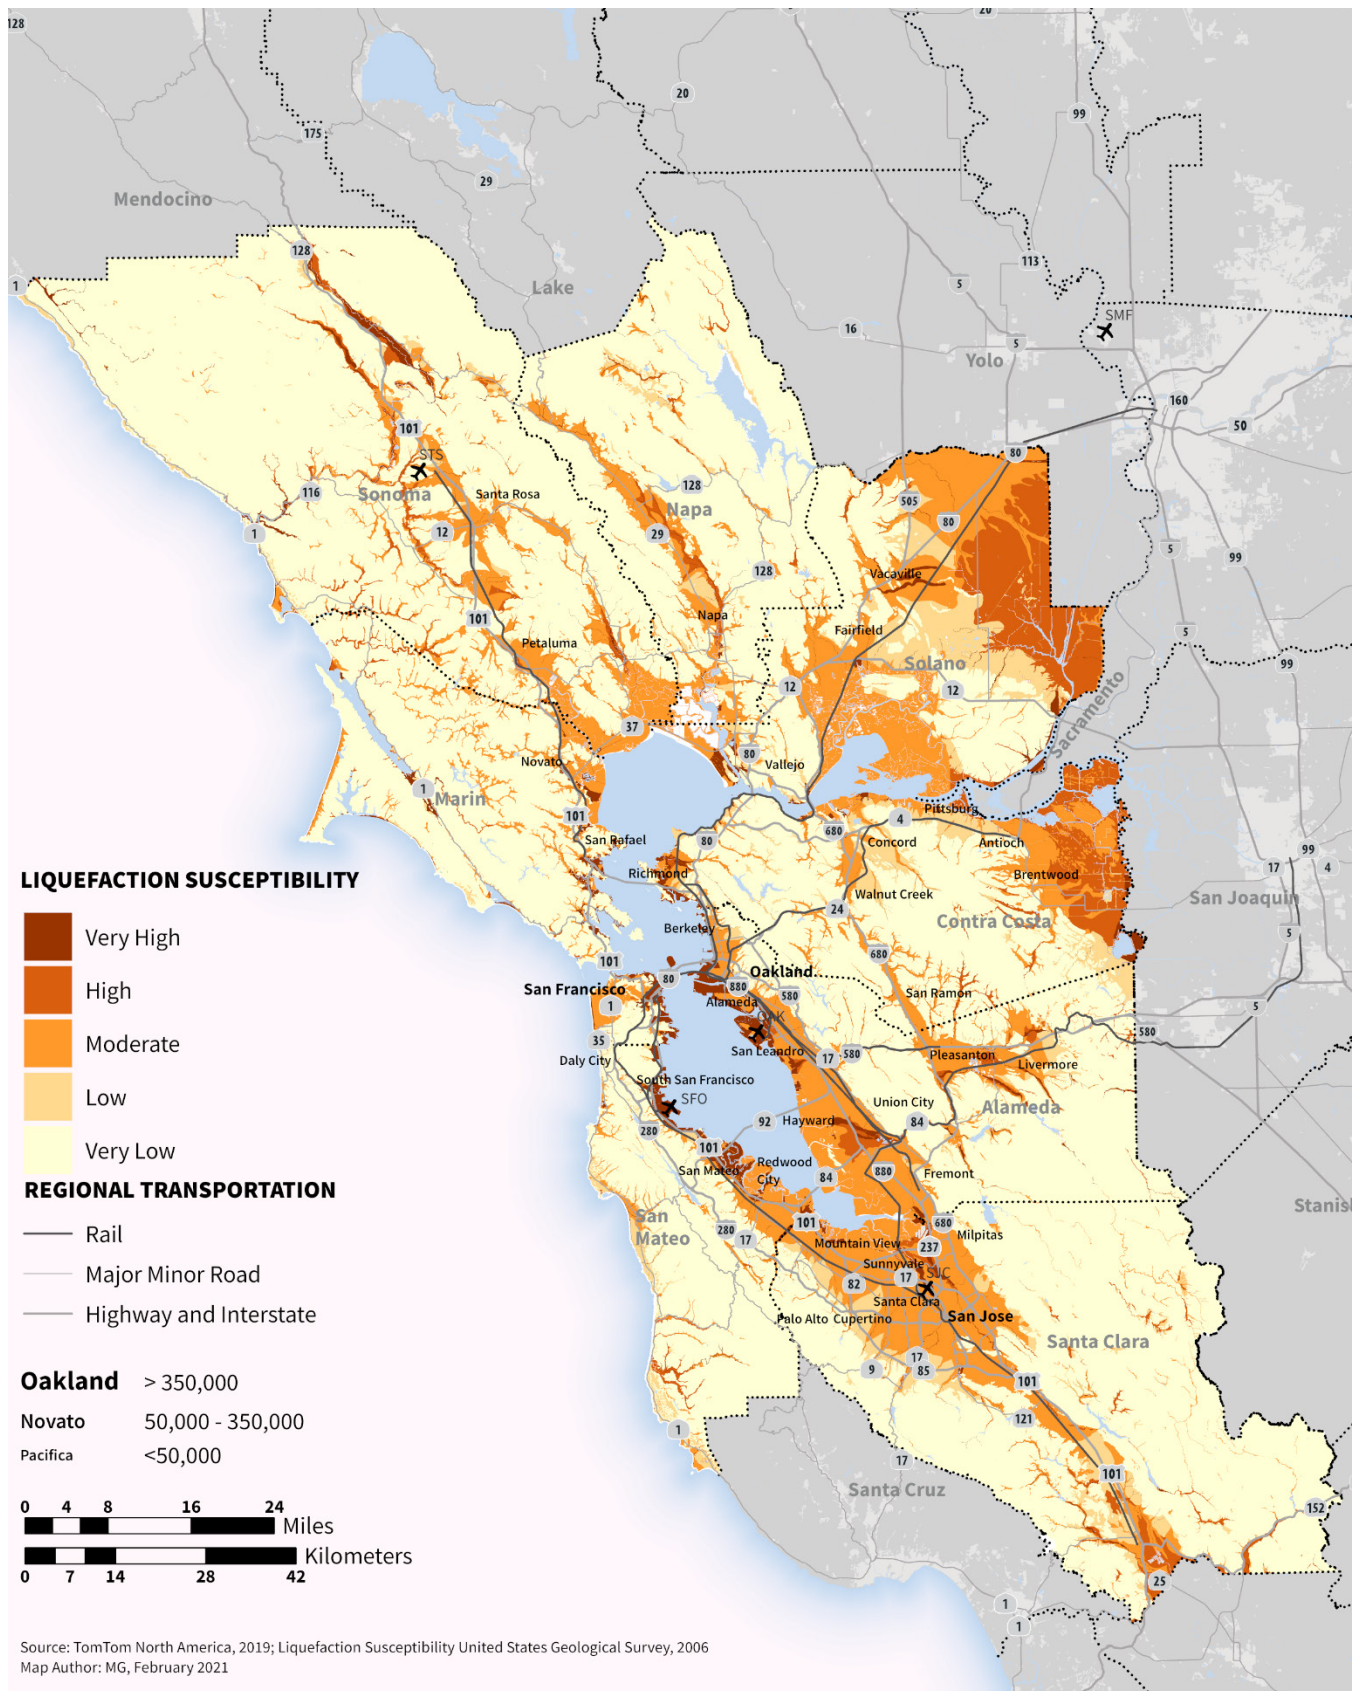 128
20
20
99
175
29
Mendocino
128
113
1
Lake
5
SMF
16
5
Yolo
160
50
101
80
STS
128
505
116
Sonoma
Santa Rosa
Napa
80
12
1
29
5
99
128
Vacaville
Napa
101
Fairfield
5
Petaluma
Solano
99
12
12
Sacramento
37
80
Novato
Vallejo
1
Marin
101
Pittsburg
680
4
San Rafael
80
Concord
Antioch
99
17
4
Richmond
Brentwood
LIQUEFACTION SUSCEPTIBILITY
Walnut Creek
San Joaquin
24
Contra Costa
Very High
Berkeley
5
680
101
80
Oakland
High
San Francisco
880
580
San Ramon
1
Alameda
5
580
Moderate
35
San Leandro
17
580
Pleasanton
Daly City
Livermore
South San Francisco
Low
SFO
Union City
Alameda
92
Hayward
84
280
Very Low
101
San Mateo
Redwood
City
84
880
Fremont
REGIONAL TRANSPORTATION
Stanisl
San
Mateo
280
17
101
680
Rail
Mountain View
237
Milpitas
Sunnyvale
Major Minor Road
82
17
SJC
Santa Clara
Highway and Interstate
Palo Alto
Cupertino
San Jose
Santa Clara
17
9
85
Oakland > 350,000
101
Novato 50,000 - 350,000
121
1
Pacifica <50,000
17
101
Santa Cruz
0 4 8 16 24
Miles
152
Kilometers
0 7 14 28 42
25
1
1
Source: TomTom North America, 2019; Liquefaction Susceptibility United States Geological Survey, 2006
Map Author: MG, February 2021